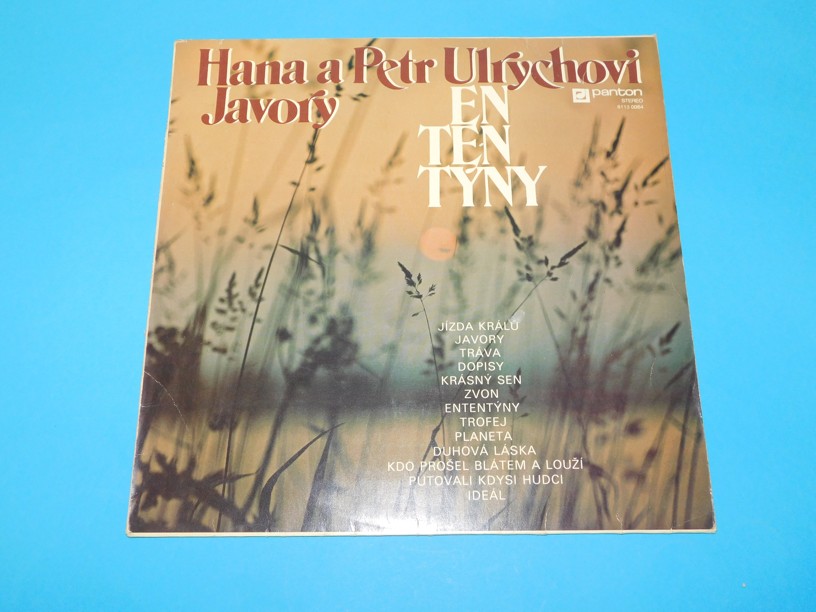 Hana a Petr Ulrychovi
Javory
EN
TEN
TÝNY
panton
STEREO
JÍZDA KRÁLŮ
JAVORY
TRÁVA
DOPISY
KRÁSNÝ SEN
ZVON
ENTENTÝNY
TROFEJ
PLANETA
DUHOVÁ LÁSKA
KDO PROŠEL BLÁTEM A LOUŽÍ
PUTOVALI KDYSI HUDCI
IDEÁL